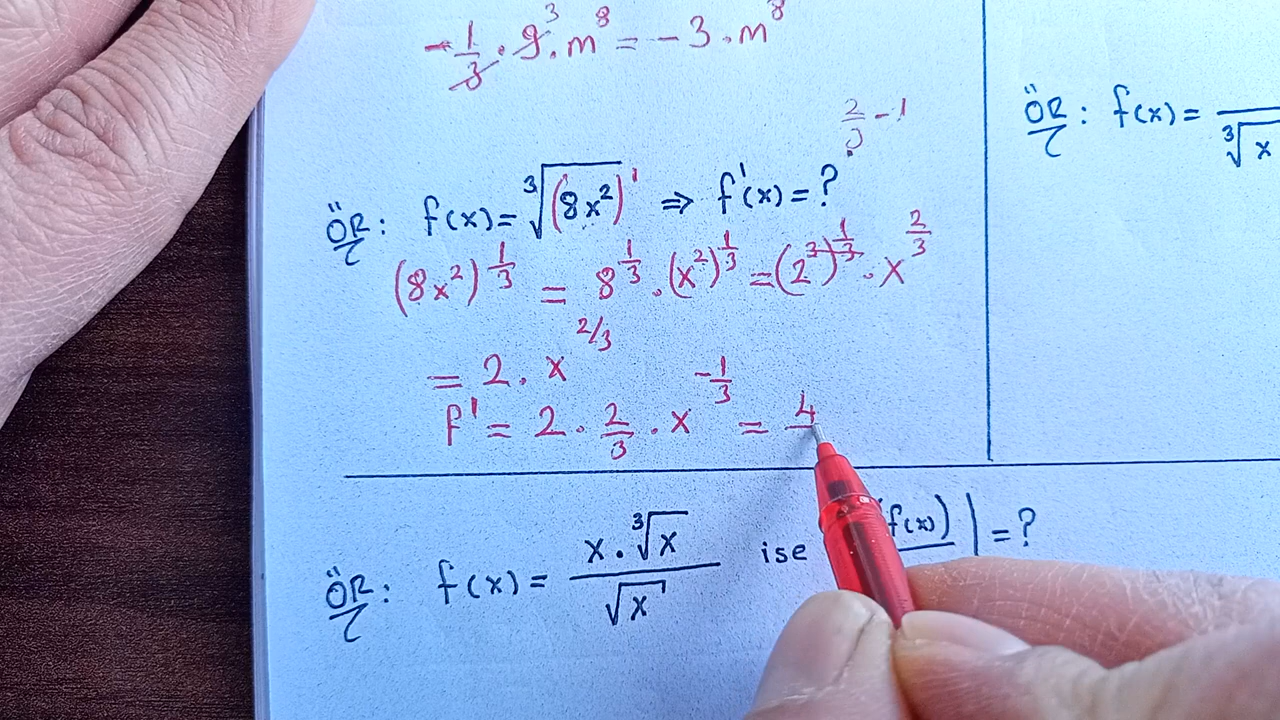 -1/3 · 9³ · m⁸ = -3 · m⁸
2/3 - 1
ÖR: f(x) = ∛(8x²)¹ ⇒ f'(x) = ?
(8x²)^1/3 = 8^1/3 · (x²)^1/3 = (2³)^1/3 · x^2/3
= 2 · x^2/3
f' = 2 · 2/3 · x^-1/3 = 4
ÖR: f(x) = x · ∛x / √x ise f(x) | = ?
ÖR: f(x) = ∛x